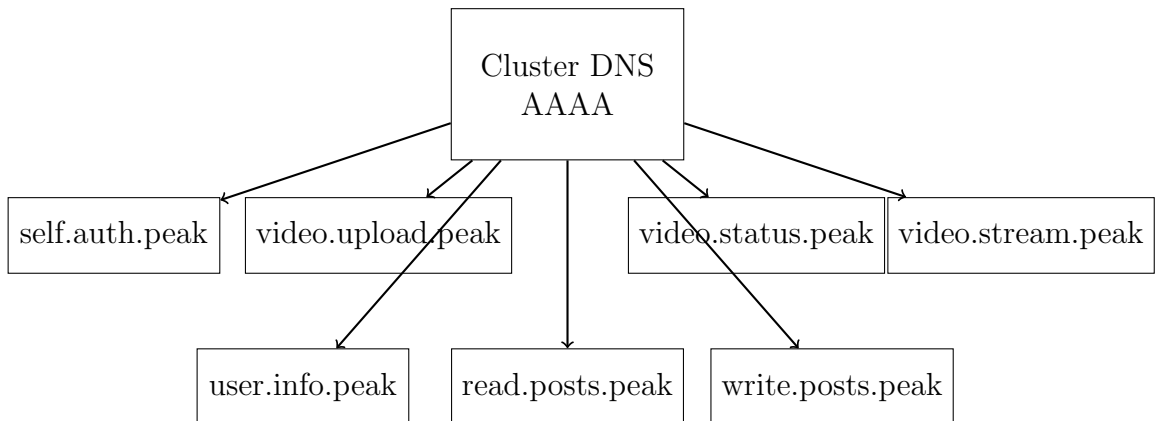 Cluster DNS
AAAA
self.auth.peak
video.upload.peak
video.status.peak
video.stream.peak
user.info.peak
read.posts.peak
write.posts.peak